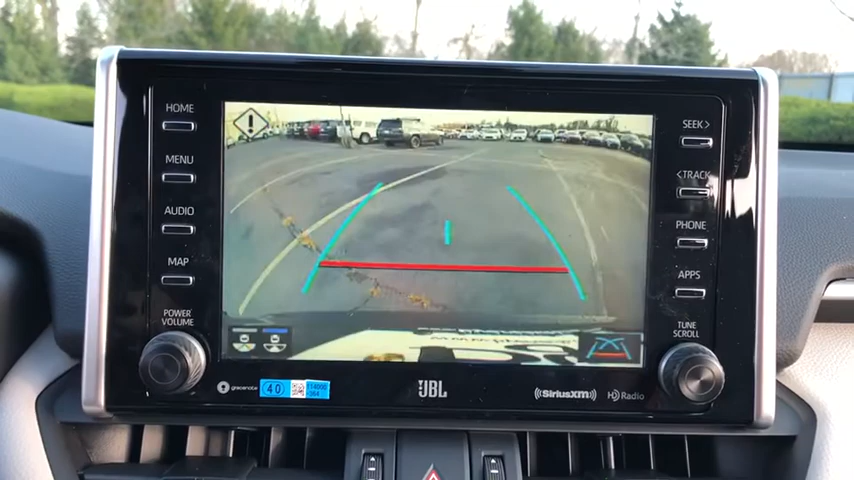 HOME
MENU
AUDIO
MAP
POWER
VOLUME
SEEK>
<TRACK
PHONE
APPS
TUNE
SCROLL
!
gracenote
40
JBL
SiriusXM
HD Radio